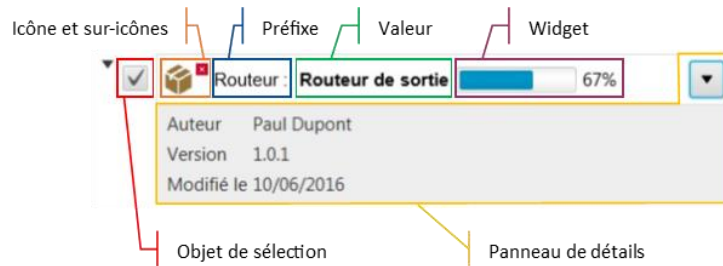 Icône et sur-icônes Préfixe Valeur Widget
Routeur : Routeur de sortie 67%
Auteur Paul Dupont
Version 1.0.1
Modifié le 10/06/2016
Objet de sélection Panneau de détails